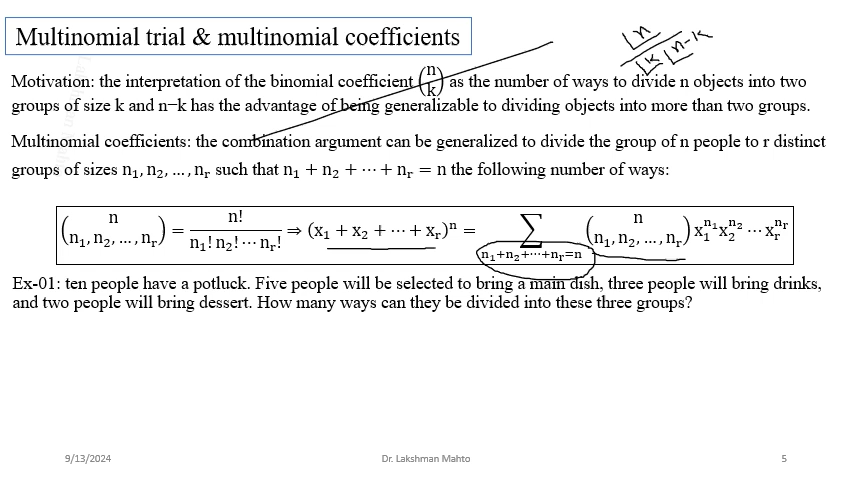 Multinomial trial & multinomial coefficients
|n
|k |n-k
Motivation: the interpretation of the binomial coefficient (n k) as the number of ways to divide n objects into two
groups of size k and n−k has the advantage of being generalizable to dividing objects into more than two groups.
Multinomial coefficients: the combination argument can be generalized to divide the group of n people to r distinct
groups of sizes n₁, n₂, …, nᵣ such that n₁ + n₂ + ⋯ + nᵣ = n the following number of ways:
(n n₁, n₂, …, nᵣ) = n! / n₁! n₂! ⋯ nᵣ! ⇒ (x₁ + x₂ + ⋯ + xᵣ)ⁿ = ∑ n₁+n₂+⋯+nᵣ=n (n n₁, n₂, …, nᵣ) x₁^n₁ x₂^n₂ ⋯ xᵣ^nᵣ
Ex-01: ten people have a potluck. Five people will be selected to bring a main dish, three people will bring drinks,
and two people will bring dessert. How many ways can they be divided into these three groups?
9/13/2024 Dr. Lakshman Mahto 5